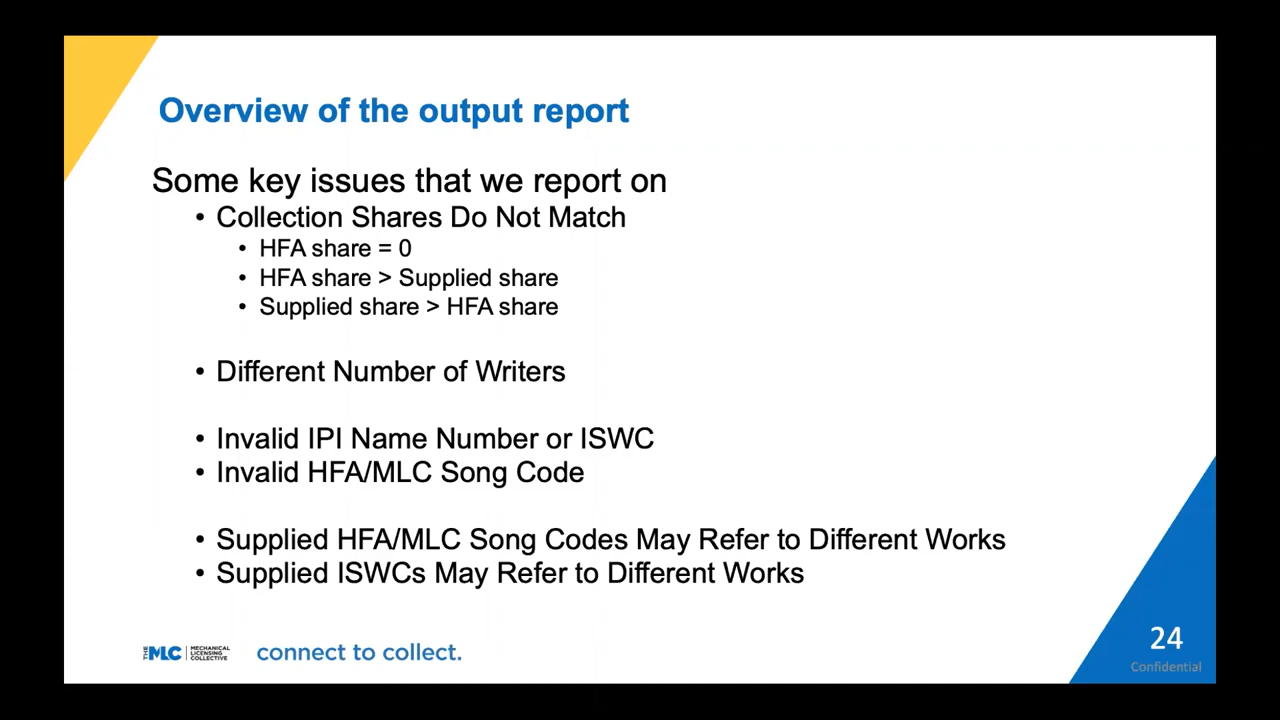 Overview of the output report
Some key issues that we report on
• Collection Shares Do Not Match
• HFA share = 0
• HFA share > Supplied share
• Supplied share > HFA share
• Different Number of Writers
• Invalid IPI Name Number or ISWC
• Invalid HFA/MLC Song Code
• Supplied HFA/MLC Song Codes May Refer to Different Works
• Supplied ISWCs May Refer to Different Works
THE MLC | MECHANICAL
LICENSING
COLLECTIVE
connect to collect.
24
Confidential